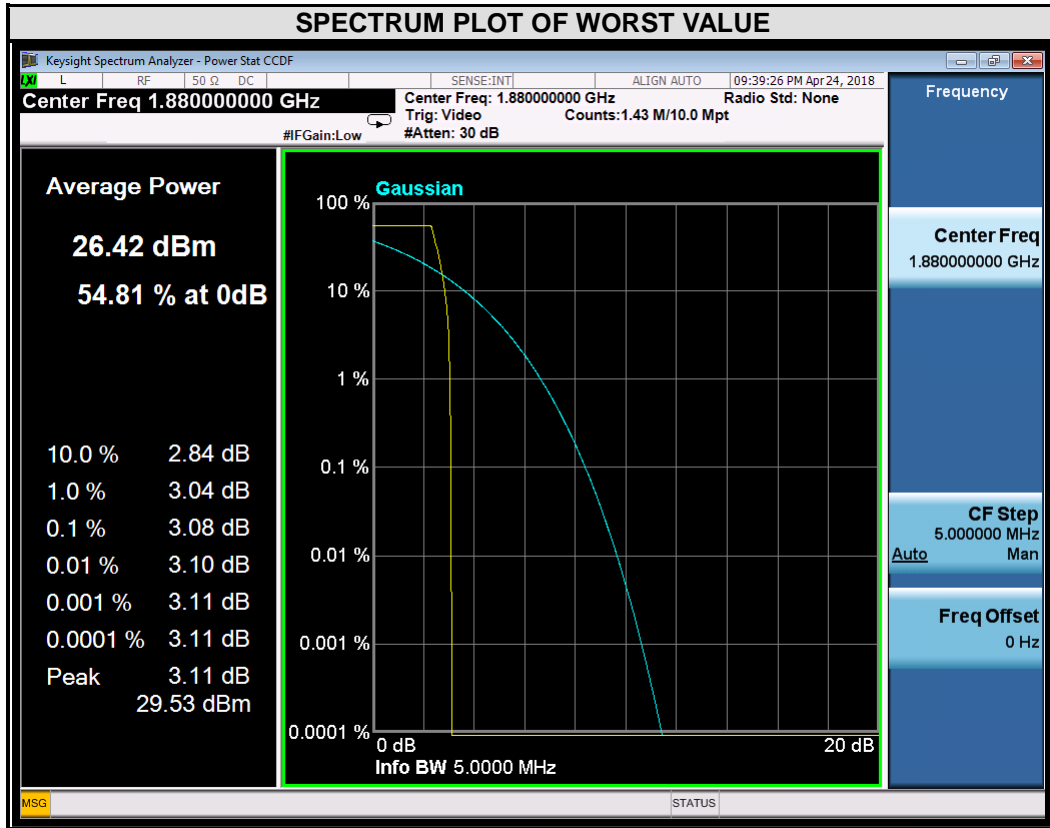 SPECTRUM PLOT OF WORST VALUE
Keysight Spectrum Analyzer - Power Stat CCDF
LXI L RF 50 Ω DC SENSE:INT ALIGN AUTO 09:39:26 PM Apr 24, 2018
Center Freq 1.880000000 GHz
#IFGain:Low
Center Freq: 1.880000000 GHz Radio Std: None
Trig: Video Counts:1.43 M/10.0 Mpt
#Atten: 30 dB
Average Power
26.42 dBm
54.81 % at 0dB
10.0 % 2.84 dB
1.0 % 3.04 dB
0.1 % 3.08 dB
0.01 % 3.10 dB
0.001 % 3.11 dB
0.0001 % 3.11 dB
Peak 3.11 dB
29.53 dBm
Gaussian
100 %
10 %
1 %
0.1 %
0.01 %
0.001 %
0.0001 %
0 dB 20 dB
Info BW 5.0000 MHz
Frequency
Center Freq
1.880000000 GHz
CF Step
5.000000 MHz
Auto Man
Freq Offset
0 Hz
MSG STATUS